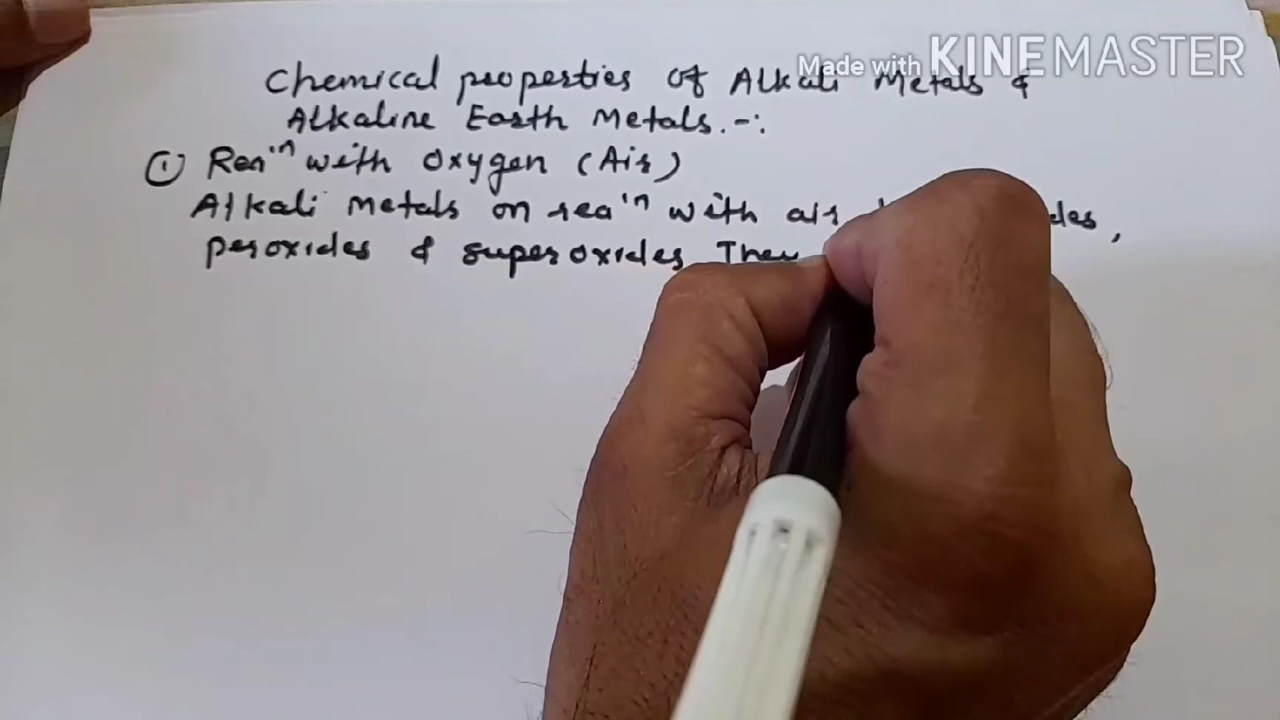 Made with KINEMASTER
Chemical properties of Alkali Metals &
Alkaline Earth Metals.-:
① Rea'n with Oxygen (Air)
Alkali Metals on rea'n with air
peroxides & superoxides They